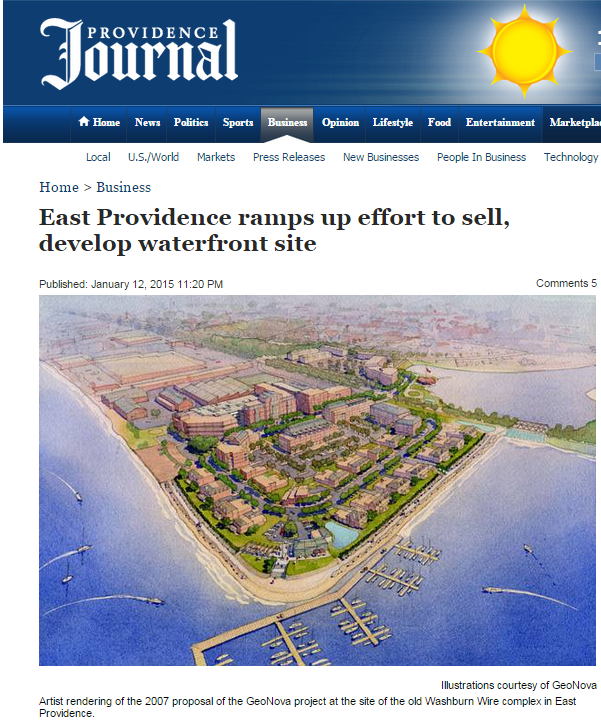 PROVIDENCE
Journal
Home News Politics Sports Business Opinion Lifestyle Food Entertainment
Local U.S./World Markets Press Releases New Businesses People In Business Technology
Home > Business
East Providence ramps up effort to sell,
develop waterfront site
Published: January 12, 2015 11:20 PM Comments 5
Illustrations courtesy of GeoNova
Artist rendering of the 2007 proposal of the GeoNova project at the site of the old Washburn Wire complex in East
Providence.